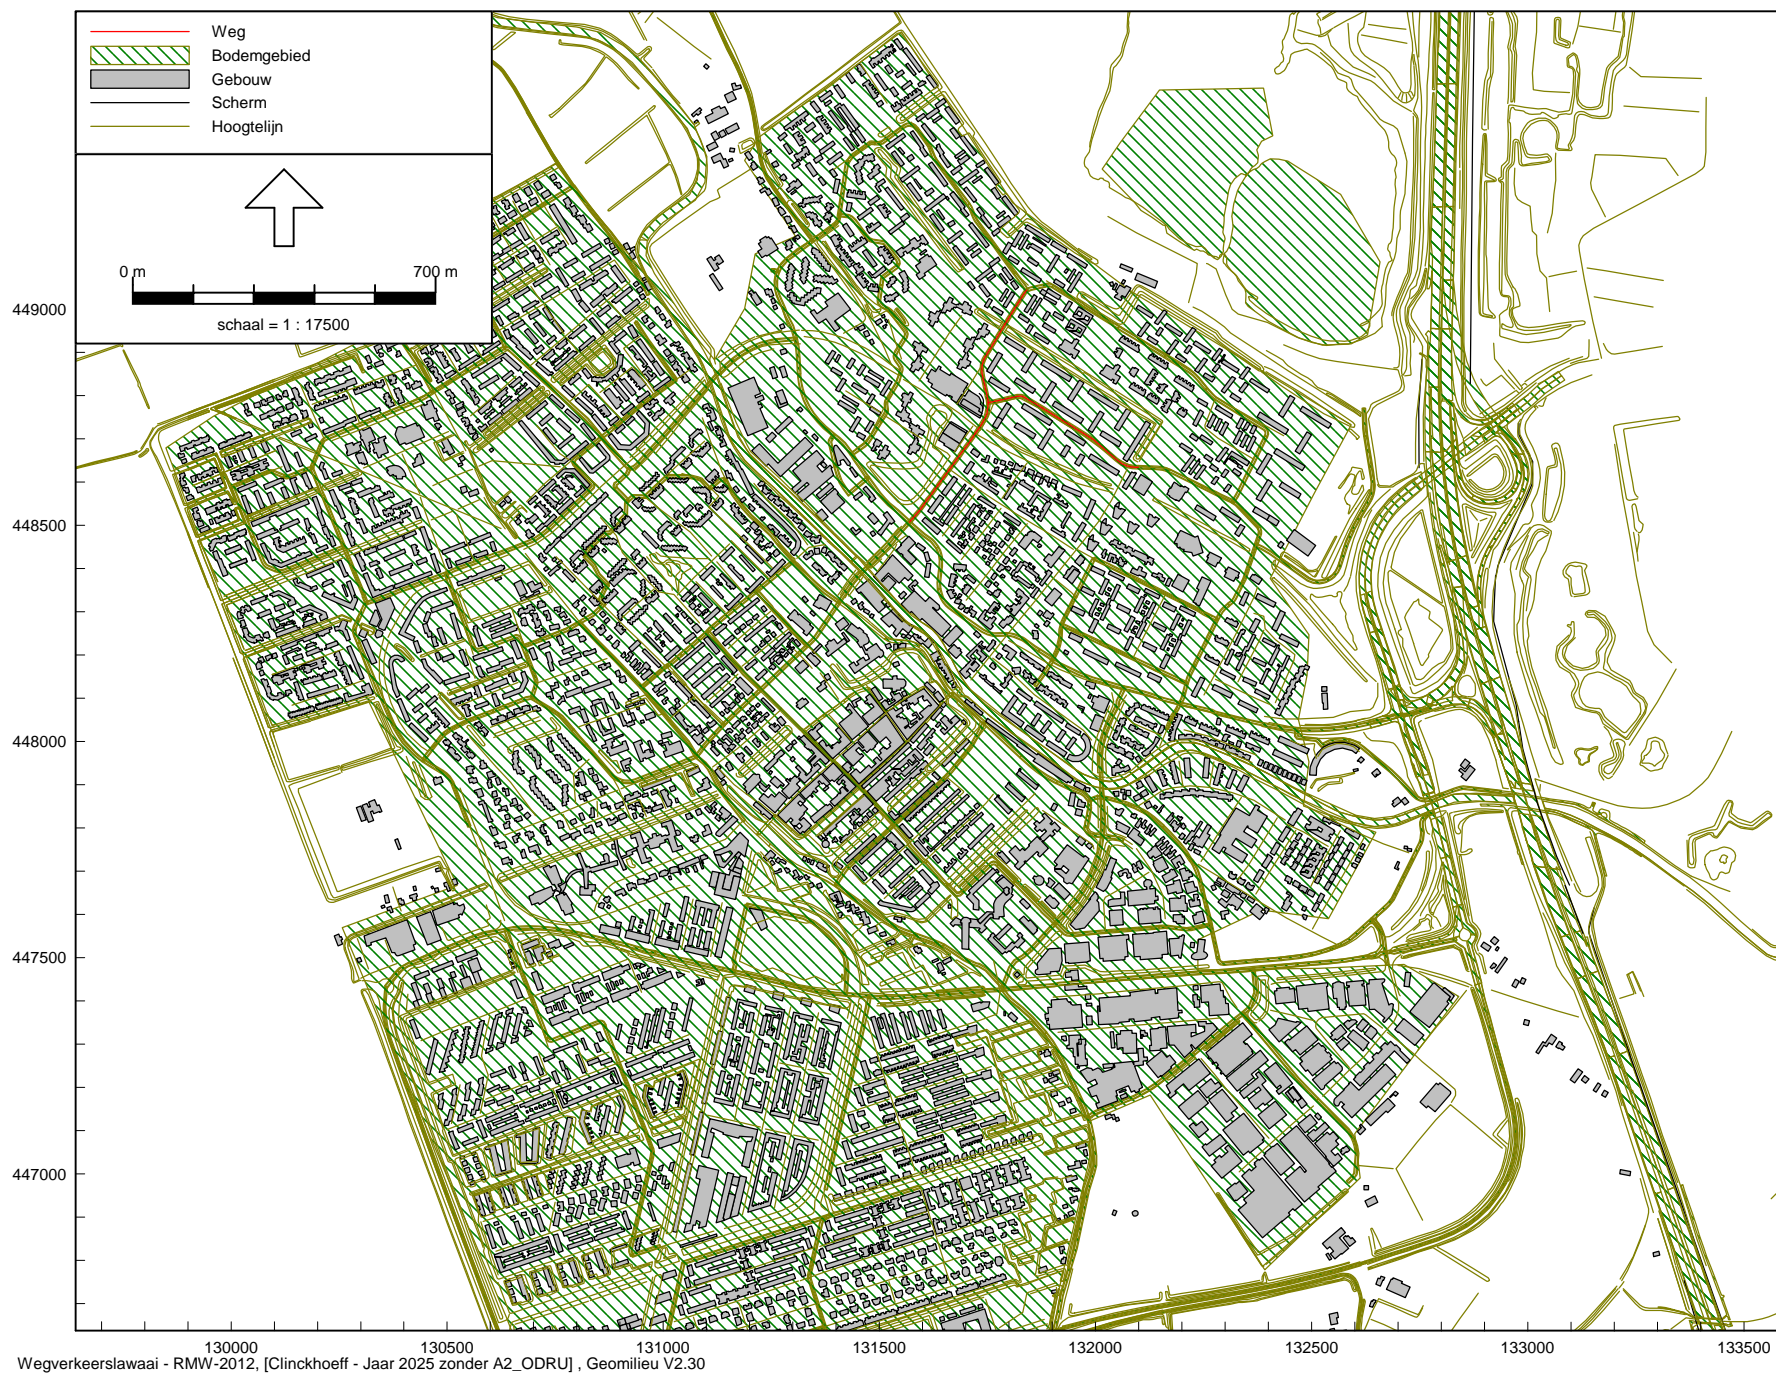 Weg
Bodemgebied
Gebouw
Scherm
Hoogtelijn
0 m 700 m
schaal = 1 : 17500
449000
448500
448000
447500
447000
130000 130500 131000 131500 132000 132500 133000 133500
Wegverkeerslawaai - RMW-2012, [Clinckhoeff - Jaar 2025 zonder A2_ODRU] , Geomilieu V2.30